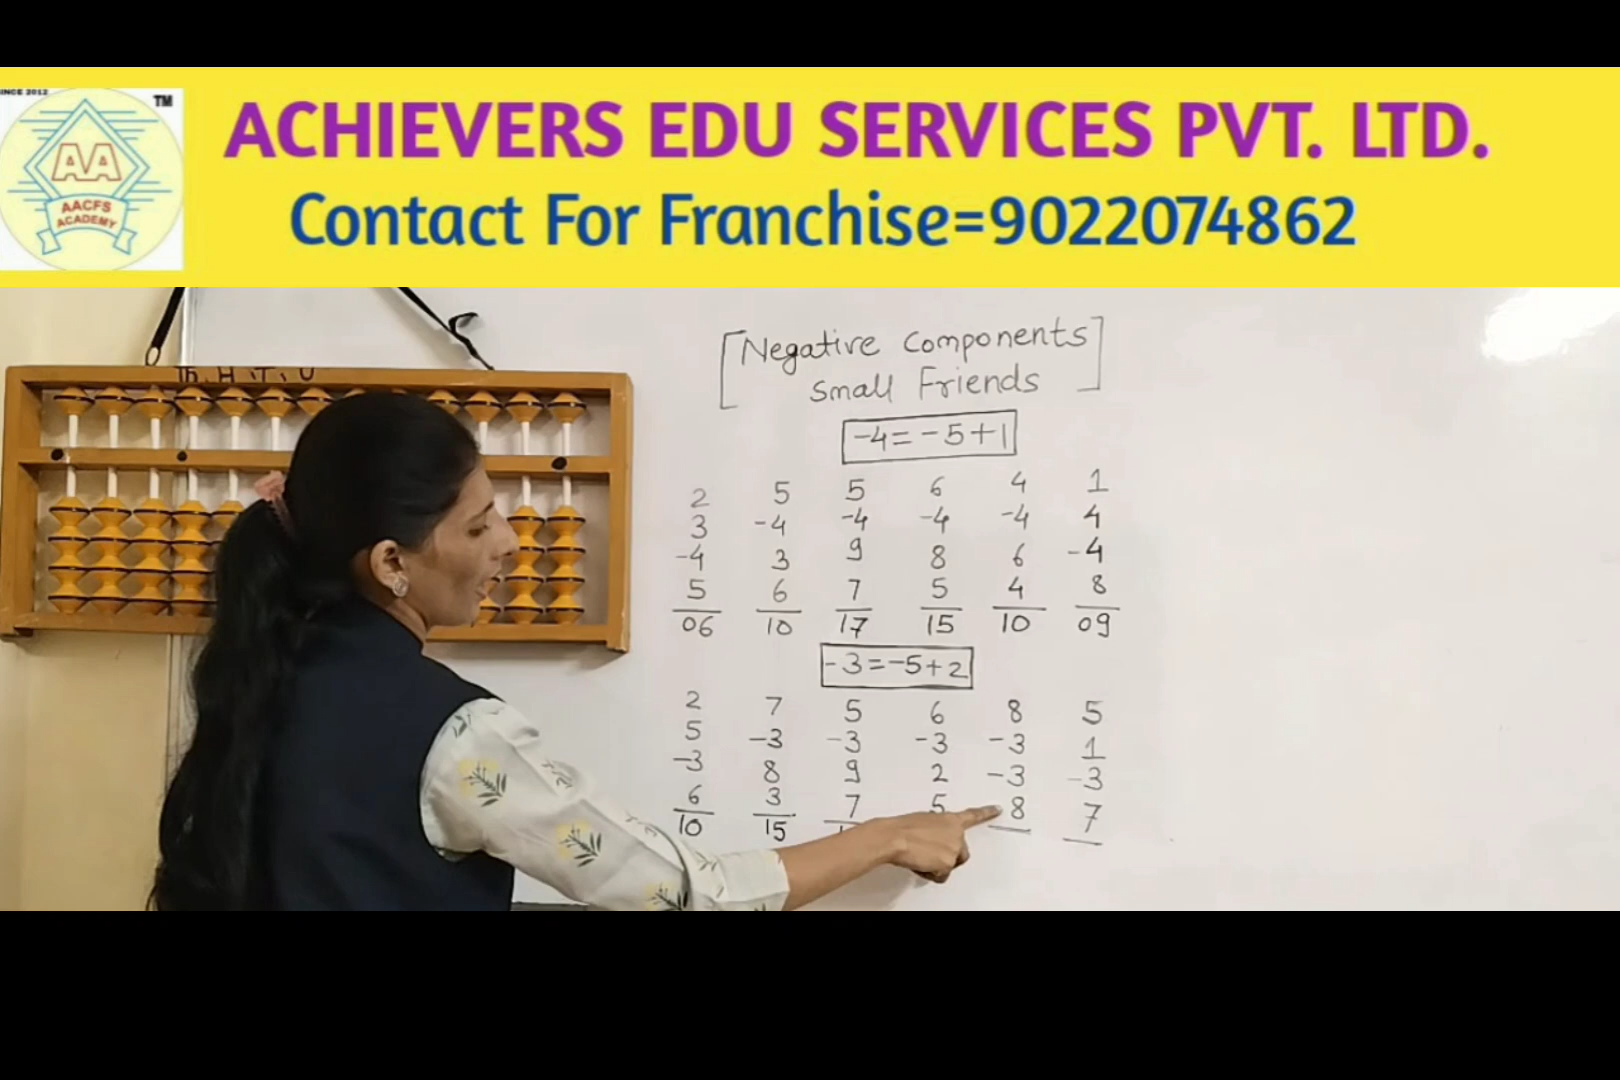 SINCE 2012
TM
AA
AACFS
ACADEMY
ACHIEVERS EDU SERVICES PVT. LTD.
Contact For Franchise=9022074862
Th, H, T, U
[Negative Components
Small Friends]
-4=-5+1
2 5 5 6 4 1
3 -4 -4 -4 -4 4
-4 3 9 8 6 -4
5 6 7 5 4 8
06 10 17 15 10 09
-3=-5+2
2 7 5 6 8 5
5 -3 -3 -3 -3 1
-3 8 9 2 -3 -3
6 3 7 5 8 7
10 15